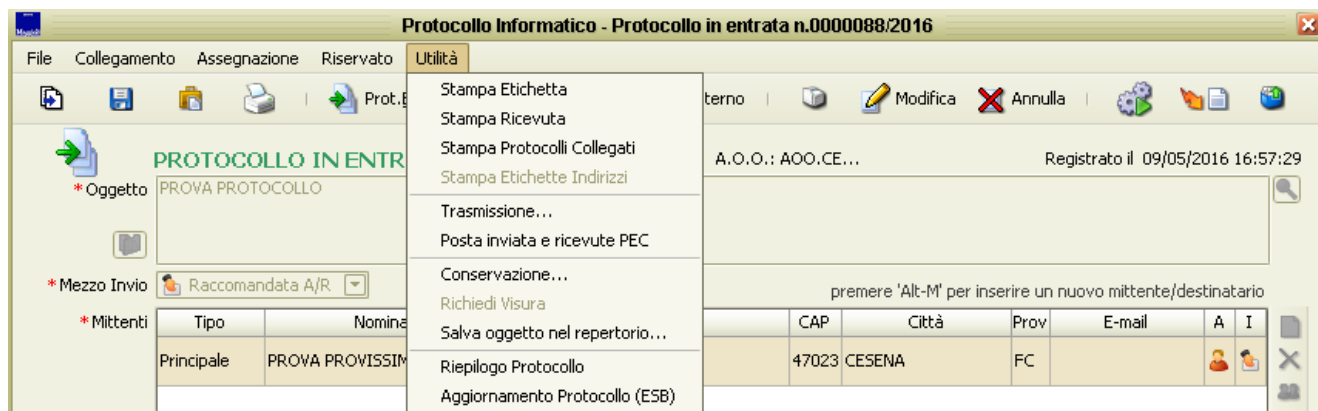 Protocollo Informatico - Protocollo in entrata n.0000088/2016
File Collegamento Assegnazione Riservato Utilità
Prot. terno Modifica Annulla
Stampa Etichetta
Stampa Ricevuta
Stampa Protocolli Collegati
Stampa Etichette Indirizzi
Trasmissione...
Posta inviata e ricevute PEC
Conservazione...
Richiedi Visura
Salva oggetto nel repertorio...
Riepilogo Protocollo
Aggiornamento Protocollo (ESB)
PROTOCOLLO IN ENTR A.O.O.: AOO.CE... Registrato il 09/05/2016 16:57:29
*Oggetto PROVA PROTOCOLLO
*Mezzo Invio Raccomandata A/R premere 'Alt-M' per inserire un nuovo mittente/destinatario
*Mittenti Tipo Nomina CAP Città Prov E-mail A I
Principale PROVA PROVISSIM 47023 CESENA FC